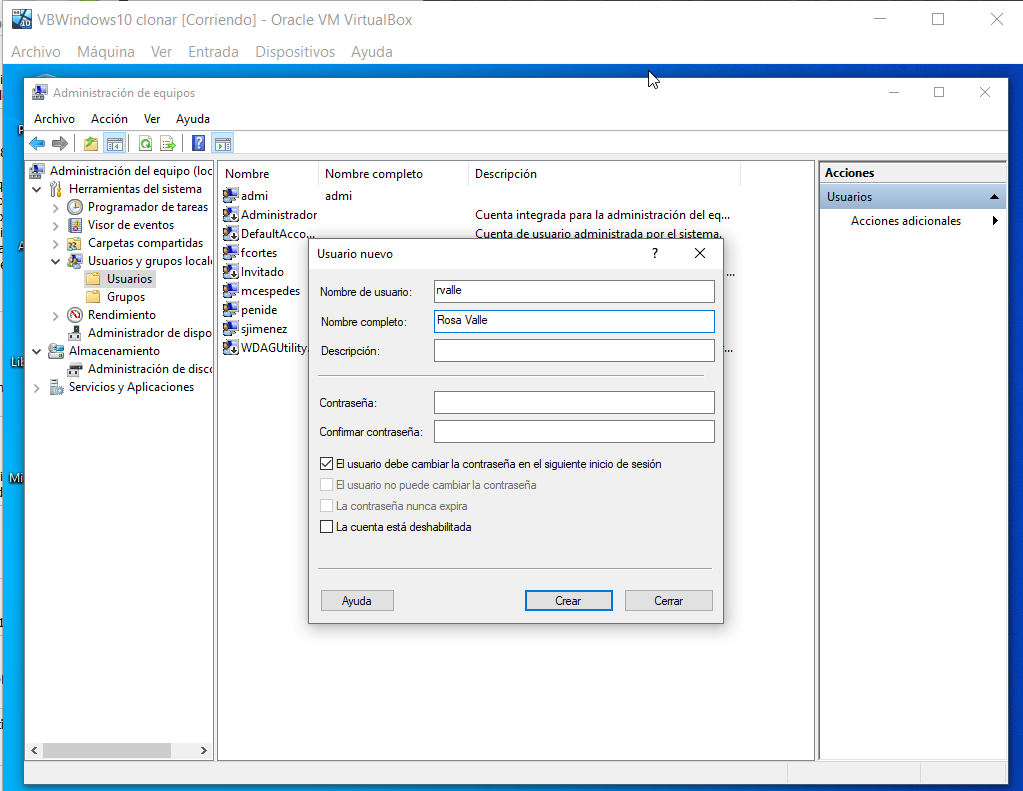 VBWindows10 clonar [Corriendo] - Oracle VM VirtualBox
Archivo Máquina Ver Entrada Dispositivos Ayuda
Administración de equipos
Archivo Acción Ver Ayuda
Administración del equipo (loc
Herramientas del sistema
Programador de tareas
Visor de eventos
Carpetas compartidas
Usuarios y grupos locale
Usuarios
Grupos
Rendimiento
Administrador de dispo
Almacenamiento
Administración de disco
Servicios y Aplicaciones
Nombre Nombre completo Descripción
admi admi
Administrador Cuenta integrada para la administración del eq...
DefaultAcco... Cuenta de usuario administrada por el sistema.
fcortes
Invitado ...
mcespedes
penide
sjimenez
WDAGUtility. ...
Acciones
Usuarios
Acciones adicionales
Usuario nuevo ?
Nombre de usuario: rvalle
Nombre completo: Rosa Valle
Descripción:
Contraseña:
Confirmar contraseña:
El usuario debe cambiar la contraseña en el siguiente inicio de sesión
El usuario no puede cambiar la contraseña
La contraseña nunca expira
La cuenta está deshabilitada
Ayuda Crear Cerrar